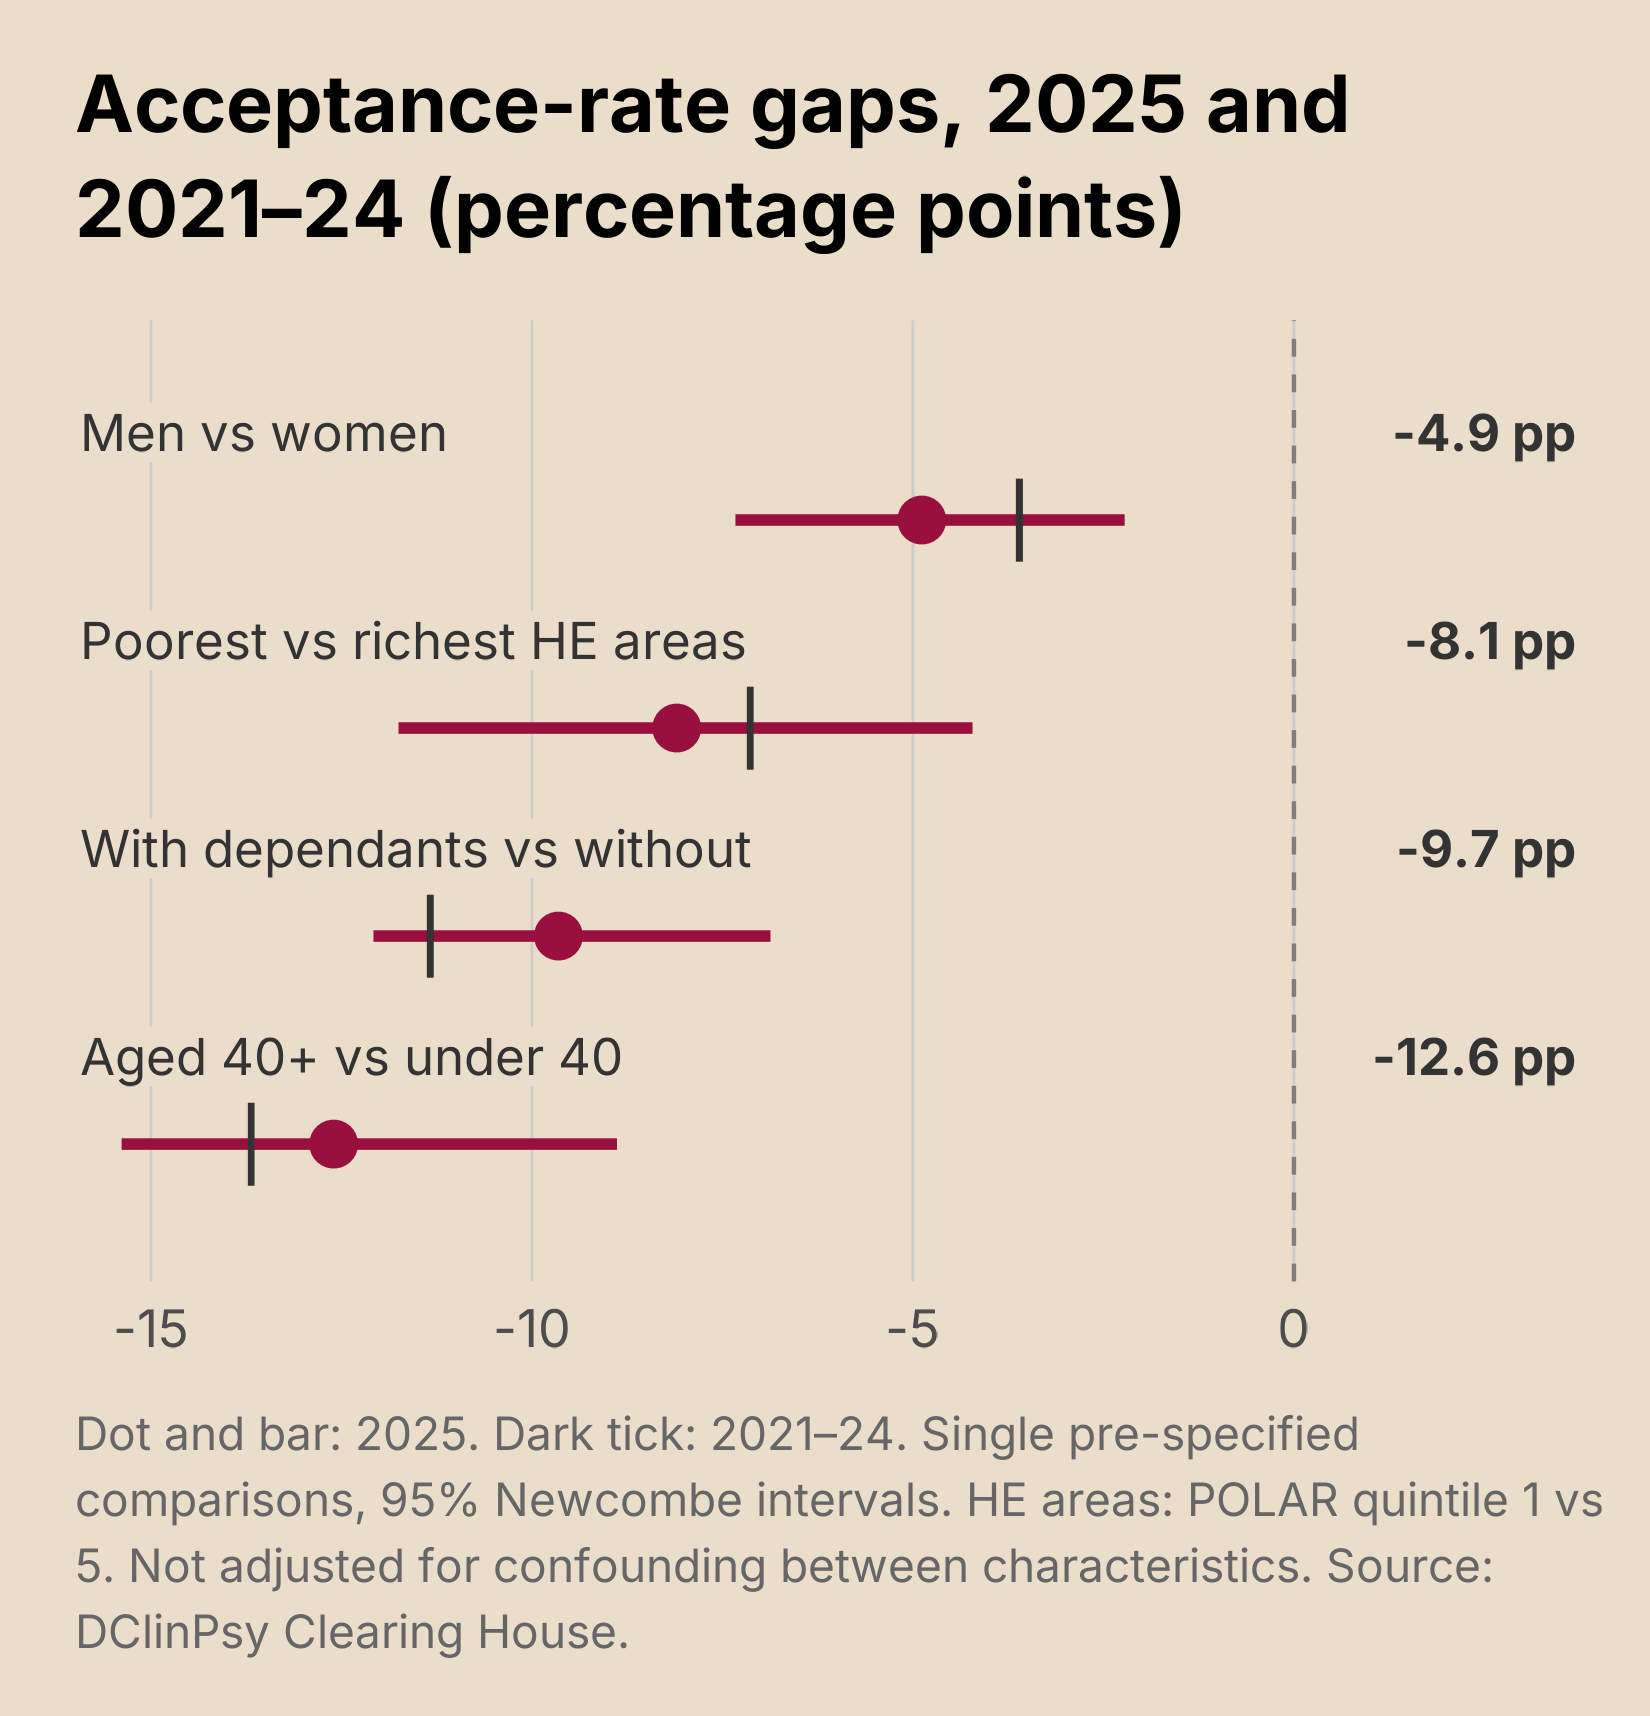 Acceptance-rate gaps, 2025 and
2021–24 (percentage points)
Men vs women
-4.9 pp
Poorest vs richest HE areas
-8.1 pp
With dependants vs without
-9.7 pp
Aged 40+ vs under 40
-12.6 pp
-15
-10
-5
0
Dot and bar: 2025. Dark tick: 2021–24. Single pre-specified
comparisons, 95% Newcombe intervals. HE areas: POLAR quintile 1 vs
5. Not adjusted for confounding between characteristics. Source:
DClinPsy Clearing House.